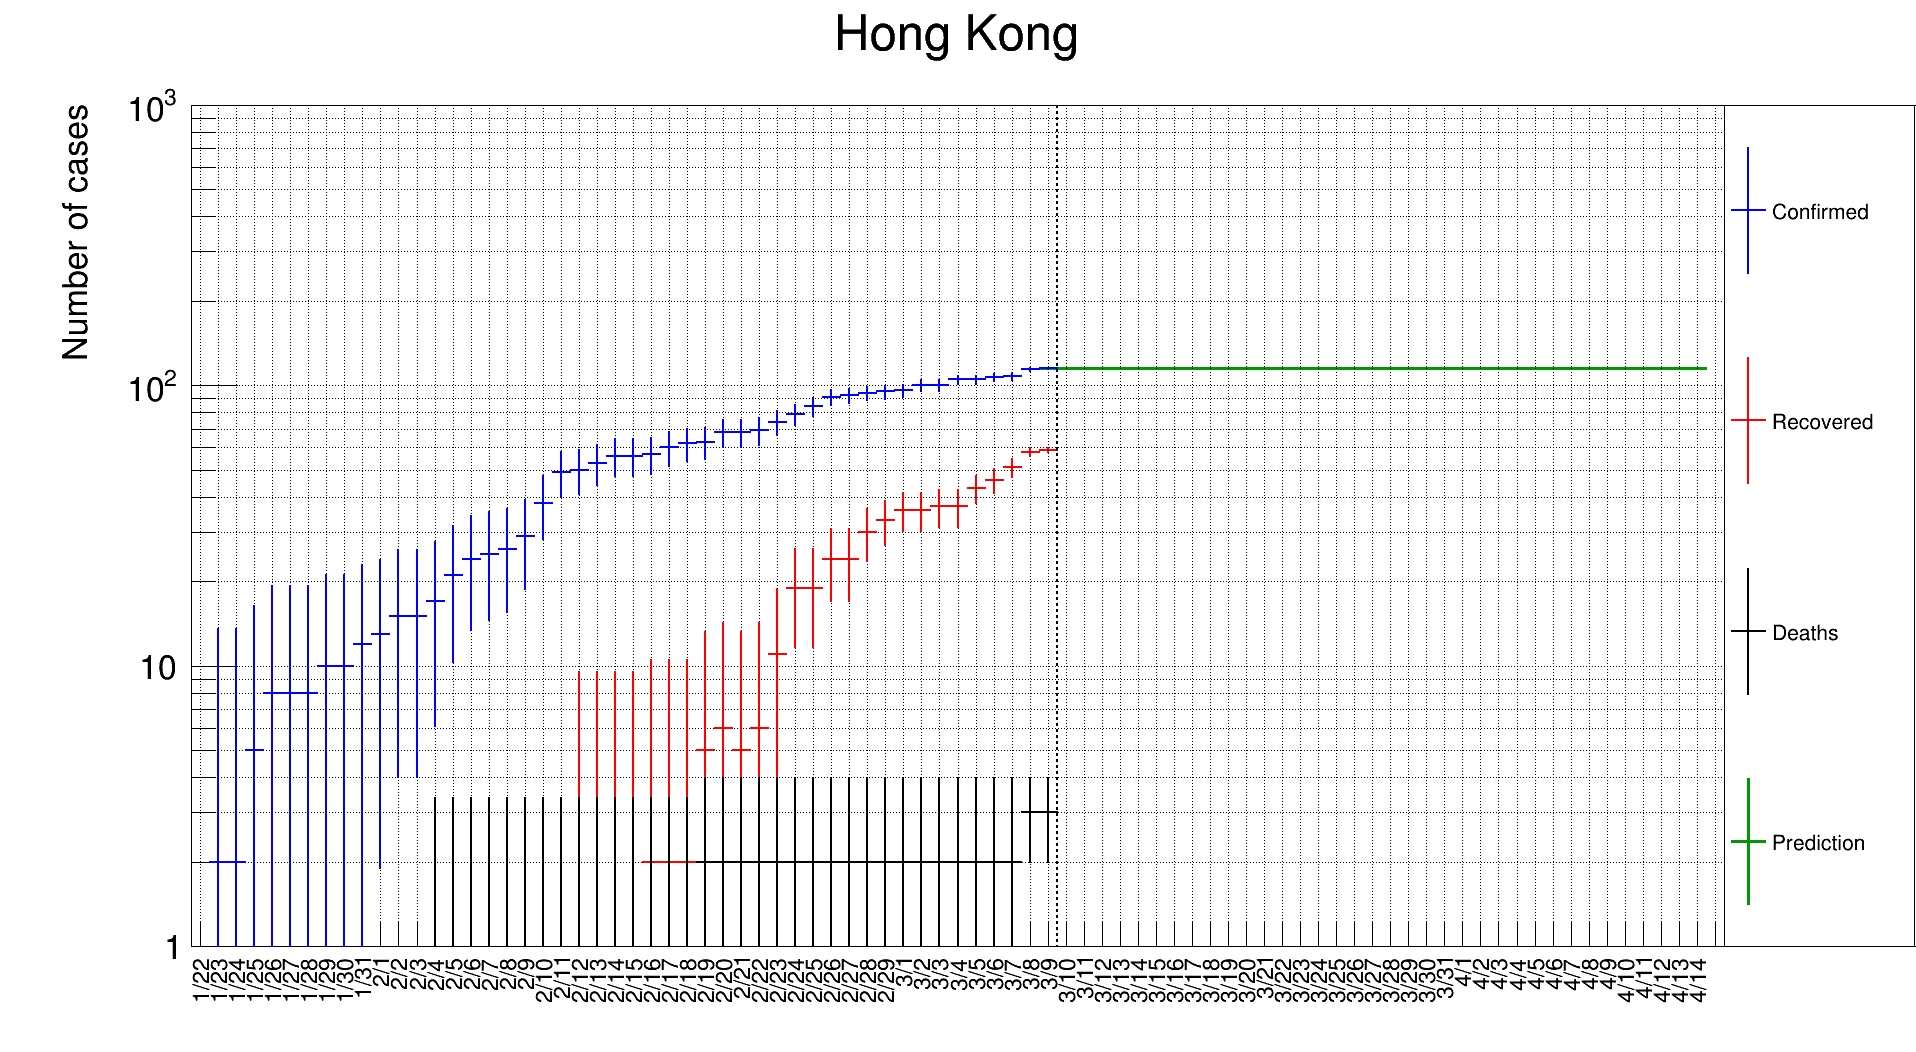 Hong Kong
Number of cases
10³
10²
10
1
1/22 1/23 1/24 1/25 1/26 1/27 1/28 1/29 1/30 1/31 2/1 2/2 2/3 2/4 2/5 2/6 2/7 2/8 2/9 2/10 2/11 2/12 2/13 2/14 2/15 2/16 2/17 2/18 2/19 2/20 2/21 2/22 2/23 2/24 2/25 2/26 2/27 2/28 2/29 3/1 3/2 3/3 3/4 3/5 3/6 3/7 3/8 3/9 3/10 3/11 3/12 3/13 3/14 3/15 3/16 3/17 3/18 3/19 3/20 3/21 3/22 3/23 3/24 3/25 3/26 3/27 3/28 3/29 3/30 3/31 4/1 4/2 4/3 4/4 4/5 4/6 4/7 4/8 4/9 4/10 4/11 4/12 4/13 4/14
Confirmed
Recovered
Deaths
Prediction